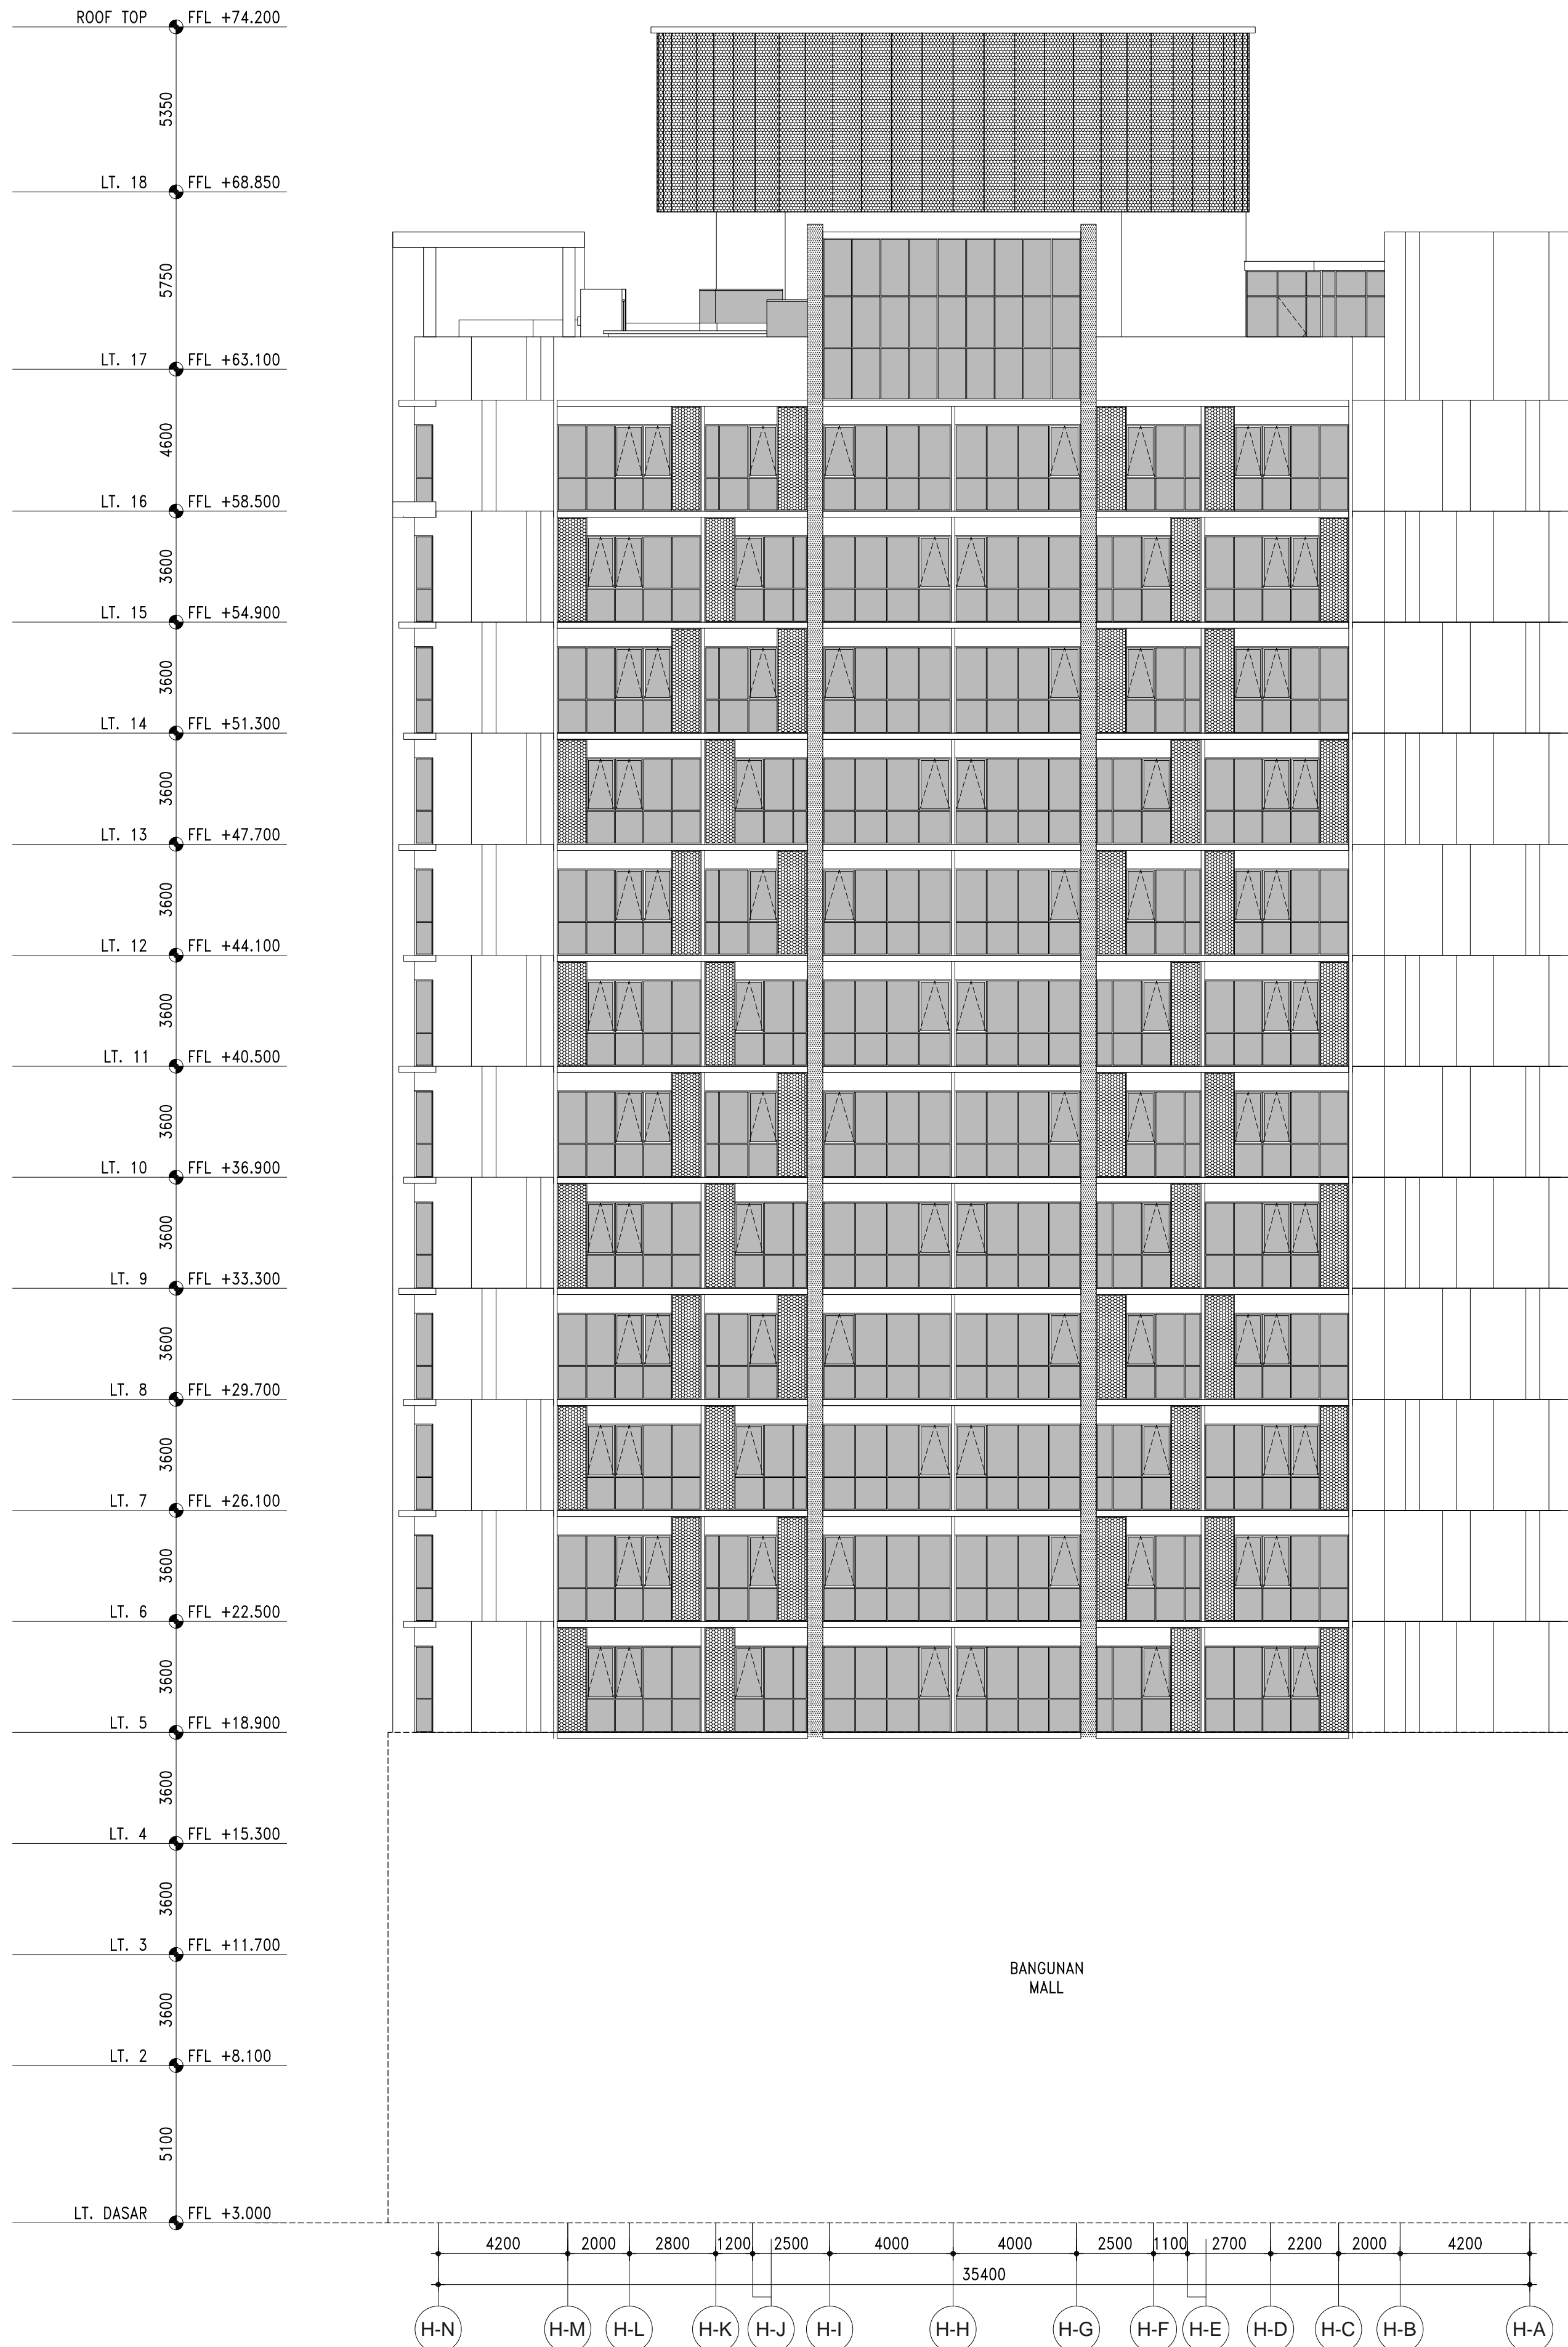 ROOF TOP FFL +74.200
5350
LT. 18 FFL +68.850
5750
LT. 17 FFL +63.100
4600
LT. 16 FFL +58.500
3600
LT. 15 FFL +54.900
3600
LT. 14 FFL +51.300
3600
LT. 13 FFL +47.700
3600
LT. 12 FFL +44.100
3600
LT. 11 FFL +40.500
3600
LT. 10 FFL +36.900
3600
LT. 9 FFL +33.300
3600
LT. 8 FFL +29.700
3600
LT. 7 FFL +26.100
3600
LT. 6 FFL +22.500
3600
LT. 5 FFL +18.900
3600
LT. 4 FFL +15.300
3600
LT. 3 FFL +11.700
BANGUNAN
MALL
3600
LT. 2 FFL +8.100
5100
LT. DASAR FFL +3.000
4200 2000 2800 1200 2500 4000 4000 2500 1100 2700 2200 2000 4200
35400
H-N H-M H-L H-K H-J H-I H-H H-G H-F H-E H-D H-C H-B H-A